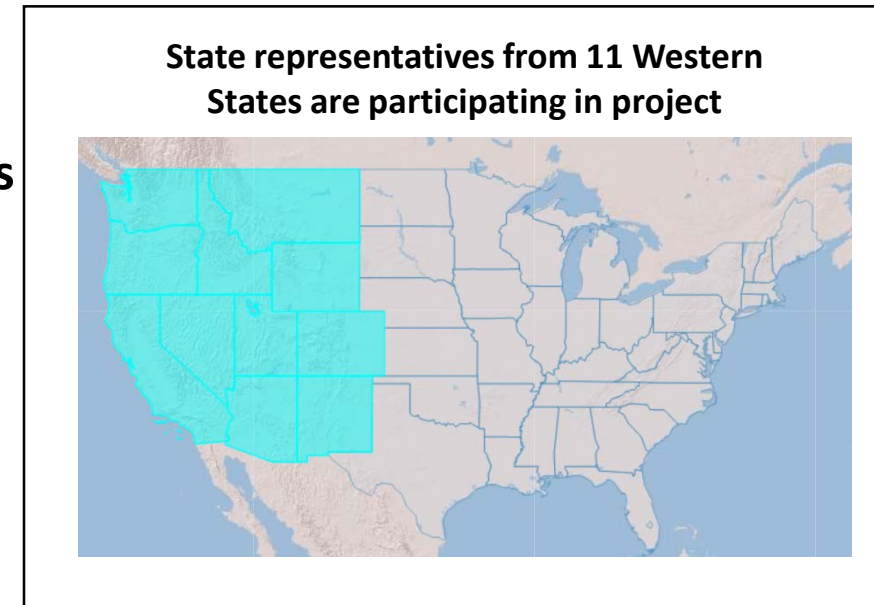 State representatives from 11 Western
States are participating in project
s